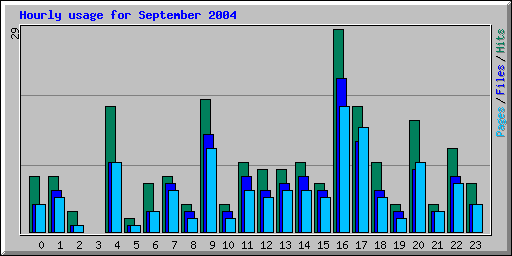 Hourly usage for September 2004
29
Pages / Files / Hits
0 1 2 3 4 5 6 7 8 9 10 11 12 13 14 15 16 17 18 19 20 21 22 23